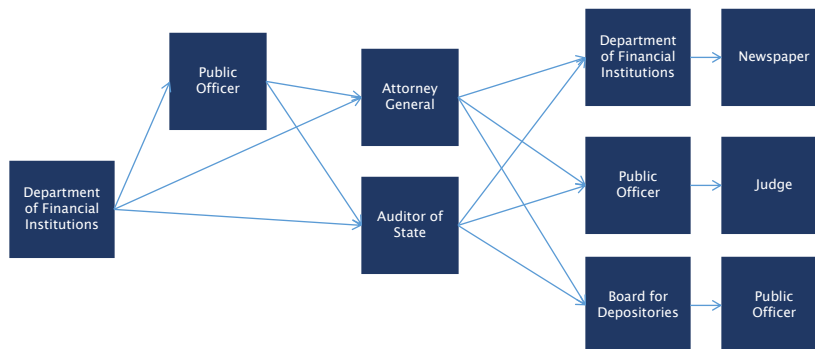 Department
of Financial
Institutions
Public
Officer
Attorney
General
Auditor of
State
Department
of Financial
Institutions
Newspaper
Public
Officer
Judge
Board for
Depositories
Public
Officer